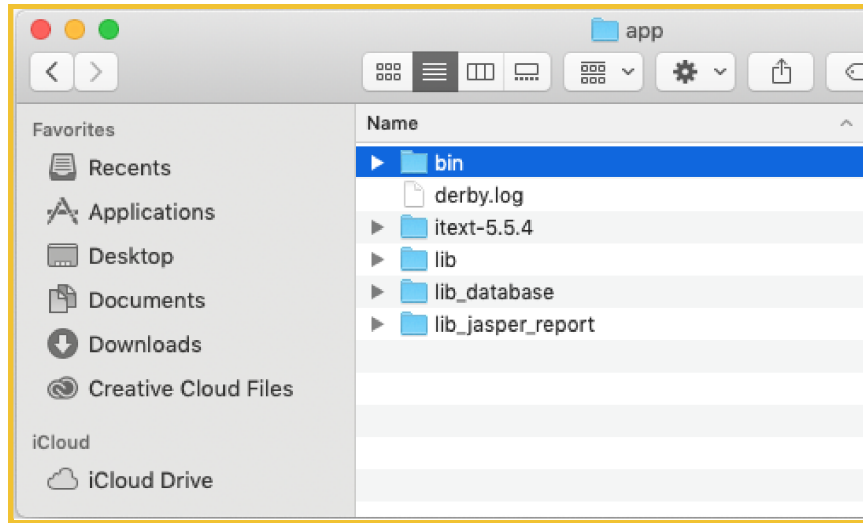 app
Favorites
Recents
Applications
Desktop
Documents
Downloads
Creative Cloud Files
iCloud
iCloud Drive
Name
bin
derby.log
itext-5.5.4
lib
lib_database
lib_jasper_report